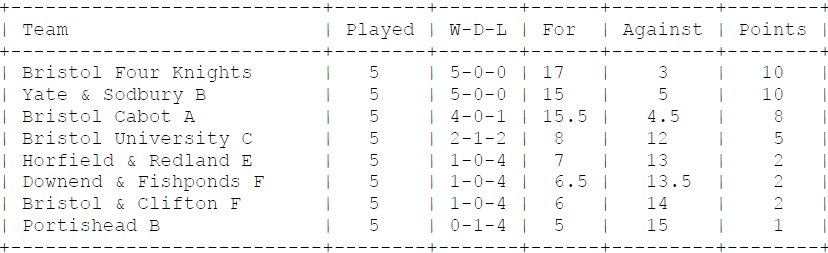 Team | Played | W-D-L | For | Against | Points
Bristol Four Knights | 5 | 5-0-0 | 17 | 3 | 10
Yate & Sodbury B | 5 | 5-0-0 | 15 | 5 | 10
Bristol Cabot A | 5 | 4-0-1 | 15.5 | 4.5 | 8
Bristol University C | 5 | 2-1-2 | 8 | 12 | 5
Horfield & Redland E | 5 | 1-0-4 | 7 | 13 | 2
Downend & Fishponds F | 5 | 1-0-4 | 6.5 | 13.5 | 2
Bristol & Clifton F | 5 | 1-0-4 | 6 | 14 | 2
Portishead B | 5 | 0-1-4 | 5 | 15 | 1